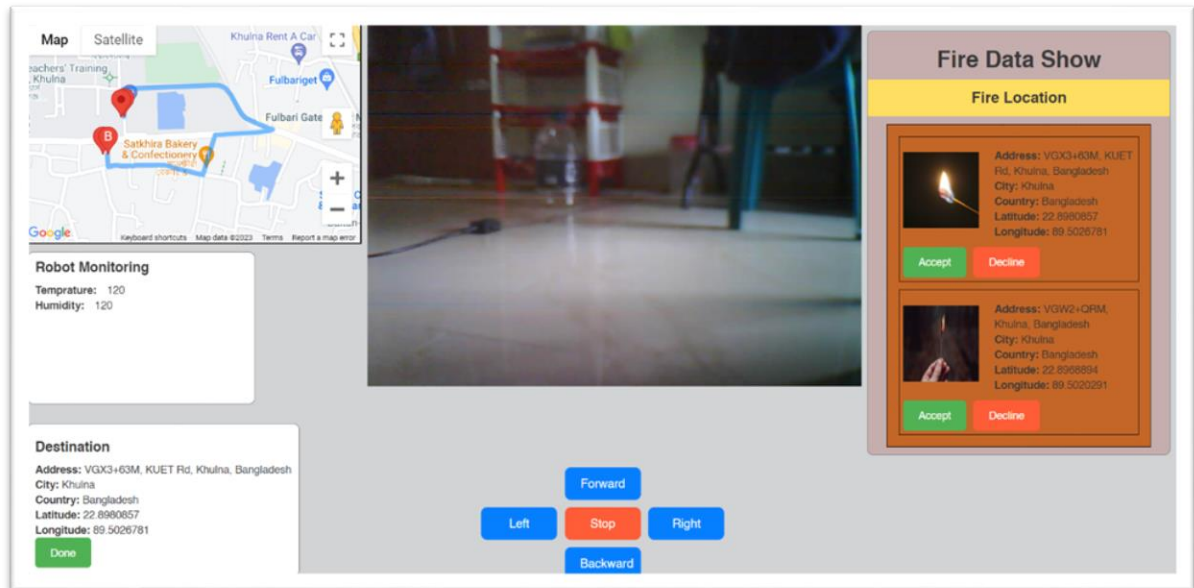 Map Satellite
Khulna Rent A Car
eachers' Training
, Khulna
Fulbariget
Fulbari Gate
Satkhira Bakery
& Confectionery
B
+
−
Google
Keyboard shortcuts Map data ©2023 Terms Report a map error
Robot Monitoring
Temprature: 120
Humidity: 120
Destination
Address: VGX3+63M, KUET Rd, Khulna, Bangladesh
City: Khulna
Country: Bangladesh
Latitude: 22.8980857
Longitude: 89.5026781
Done
Forward
Left Stop Right
Backward
Fire Data Show
Fire Location
Address: VGX3+63M, KUET
Rd, Khulna, Bangladesh
City: Khulna
Country: Bangladesh
Latitude: 22.8980857
Longitude: 89.5026781
Accept Decline
Address: VGW2+QRM,
Khulna, Bangladesh
City: Khulna
Country: Bangladesh
Latitude: 22.8968894
Longitude: 89.5020291
Accept Decline